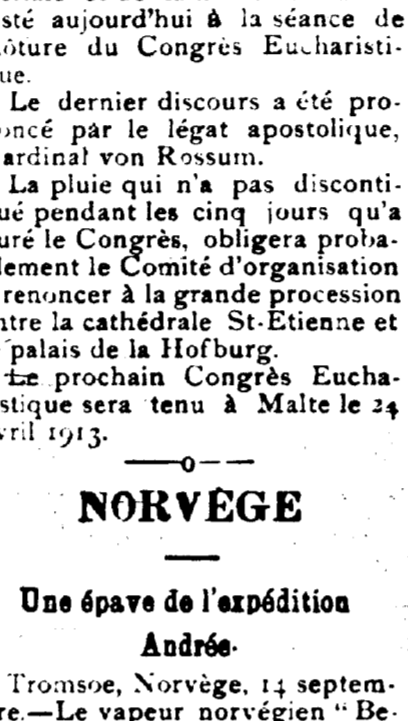 sté aujourd'hui à la séance de
ôture du Congrès Eucharisti-
ue.
Le dernier discours a été pro-
oncé par le légat apostolique,
ardinal von Rossum.
La pluie qui n'a pas disconti-
ué pendant les cinq jours qu'a
uré le Congrès, obligera proba-
lement le Comité d'organisation
renoncer à la grande procession
ntre la cathédrale St-Etienne et
palais de la Hofburg.
Le prochain Congrès Eucha-
stique sera tenu à Malte le 24
vril 1913.
NORVÈGE
Une épave de l'expédition
Andrée.
Tromsoe, Norvège, 14 septem-
re.—Le vapeur norvégien " Be-